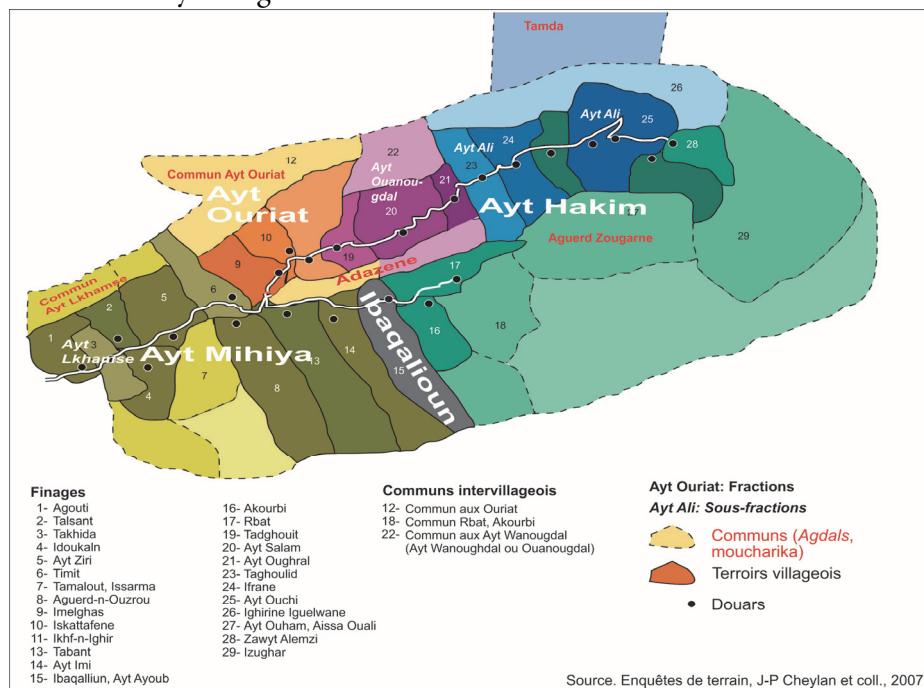 Tamda
26
12
Commun Ayt Ouriat
22
Ayt
Ouanou-
gdal
Ayt Ali
25
24
28
Ayt Ali
23
21
20
19
Ayt
Ouriat
10
9
Ayt Hakim
27
Aguerd Zougarne
29
Adazene
17
Commun
Ayt Lkhamse
5
2
6
1
3
Ayt
Lkhamse
Ayt Mihiya
4
7
8
13
14
15
Ibaqalioun
16
18
Finages
1- Agouti
2- Talsant
3- Takhida
4- Idoukaln
5- Ayt Ziri
6- Timit
7- Tamalout, Issarma
8- Aguerd-n-Ouzrou
9- Imelghas
10- Iskattafene
11- Ikhf-n-Ighir
13- Tabant
14- Ayt Imi
15- Ibaqalliun, Ayt Ayoub
16- Akourbi
17- Rbat
19- Tadghouit
20- Ayt Salam
21- Ayt Oughral
23- Taghoulid
24- Ifrane
25- Ayt Ouchi
26- Ighirine Iguelwane
27- Ayt Ouham, Aissa Ouali
28- Zawyt Alemzi
29- Izughar
Communs intervillageois
12- Commun aux Ouriat
18- Commun Rbat, Akourbi
22- Commun aux Ayt Wanougdal
(Ayt Wanoughdal ou Ouanougdal)
Ayt Ouriat: Fractions
Ayt Ali: Sous-fractions
Communs (Agdals,
moucharika)
Terroirs villageois
Douars
Source. Enquêtes de terrain, J-P Cheylan et coll., 2007